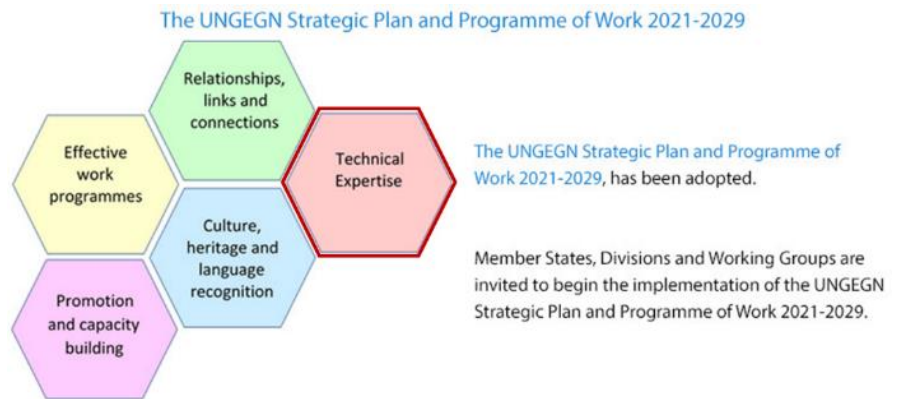 The UNGEGN Strategic Plan and Programme of Work 2021-2029
Relationships,
links and
connections
Effective
work
programmes
Technical
Expertise
Culture,
heritage and
language
recognition
Promotion
and capacity
building
The UNGEGN Strategic Plan and Programme of
Work 2021-2029, has been adopted.
Member States, Divisions and Working Groups are
invited to begin the implementation of the UNGEGN
Strategic Plan and Programme of Work 2021-2029.